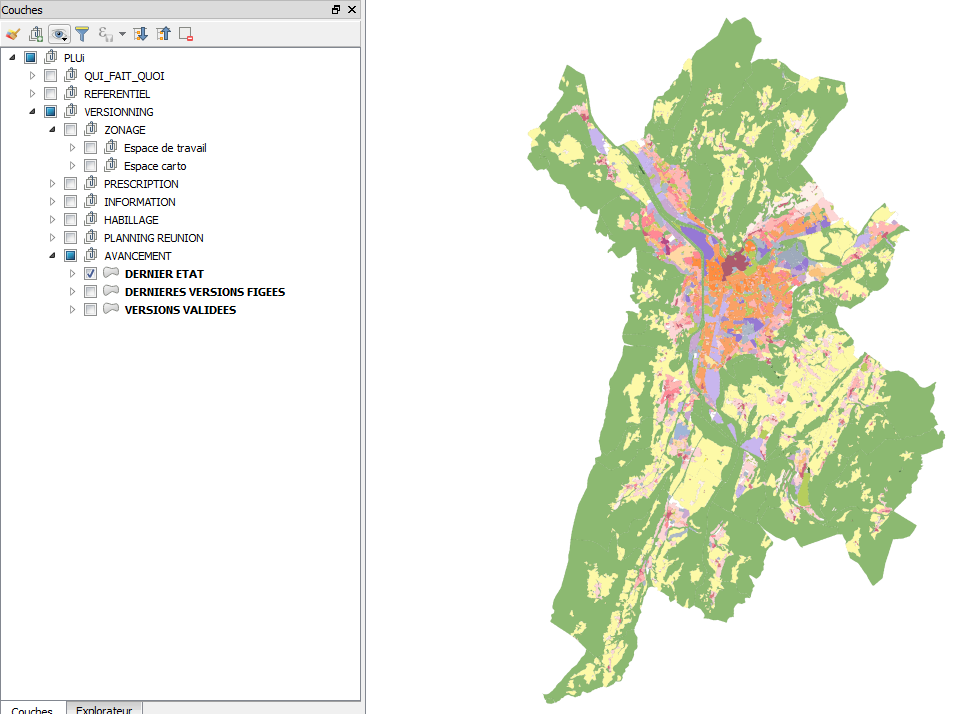 Couches
PLUi
QUI_FAIT_QUOI
REFERENTIEL
VERSIONNING
ZONAGE
Espace de travail
Espace carto
PRESCRIPTION
INFORMATION
HABILLAGE
PLANNING REUNION
AVANCEMENT
DERNIER ETAT
DERNIERES VERSIONS FIGEES
VERSIONS VALIDEES
Couches Explorateur